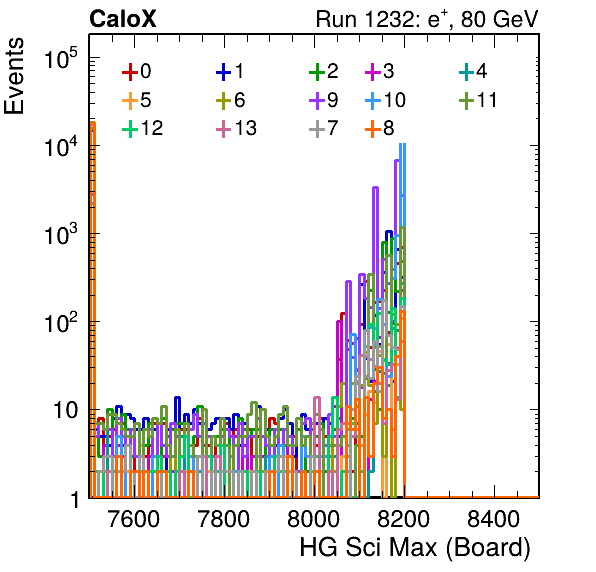 CaloX Run 1232: e⁺, 80 GeV
Events
10⁵
10⁴
10³
10²
10
1
0 1 2 3 4
5 6 9 10 11
12 13 7 8
7600 7800 8000 8200 8400
HG Sci Max (Board)